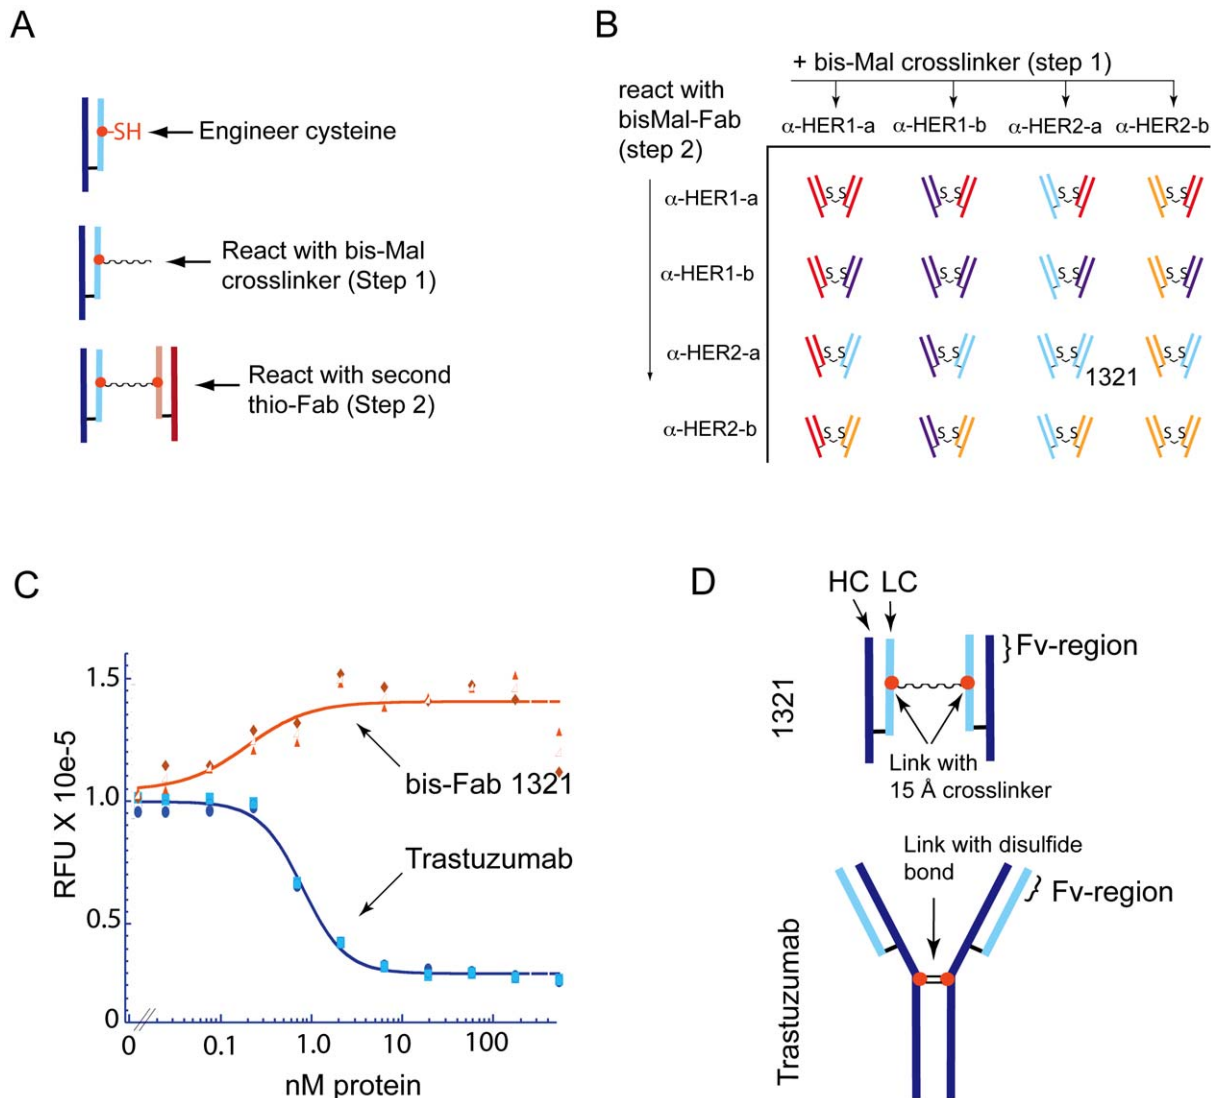 A
-SH
Engineer cysteine
React with bis-Mal
crosslinker (Step 1)
React with second
thio-Fab (Step 2)
B
+ bis-Mal crosslinker (step 1)
react with
bisMal-Fab
(step 2)
α-HER1-a α-HER1-b α-HER2-a α-HER2-b
α-HER1-a
S S S S S S S S
α-HER1-b
S S S S S S S S
α-HER2-a
S S S S S S S S
1321
α-HER2-b
S S S S S S S S
C
RFU X 10e-5
1.5
1.0
0.5
0
bis-Fab 1321
Trastuzumab
0 0.1 1.0 10 100
nM protein
D
HC LC
}Fv-region
1321
Link with
15 Å crosslinker
Link with disulfide
bond
} Fv-region
Trastuzumab